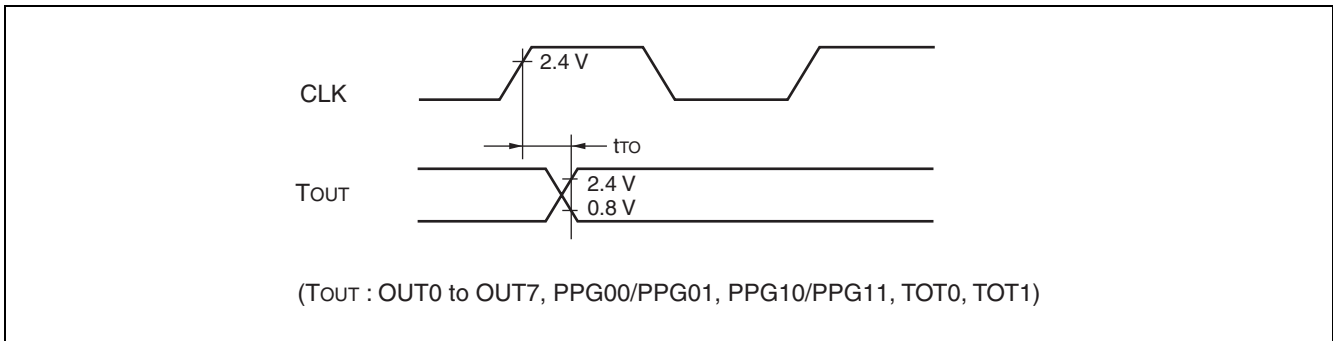 CLK
2.4 V
tTO
TOUT
2.4 V
0.8 V
(TOUT : OUT0 to OUT7, PPG00/PPG01, PPG10/PPG11, TOT0, TOT1)